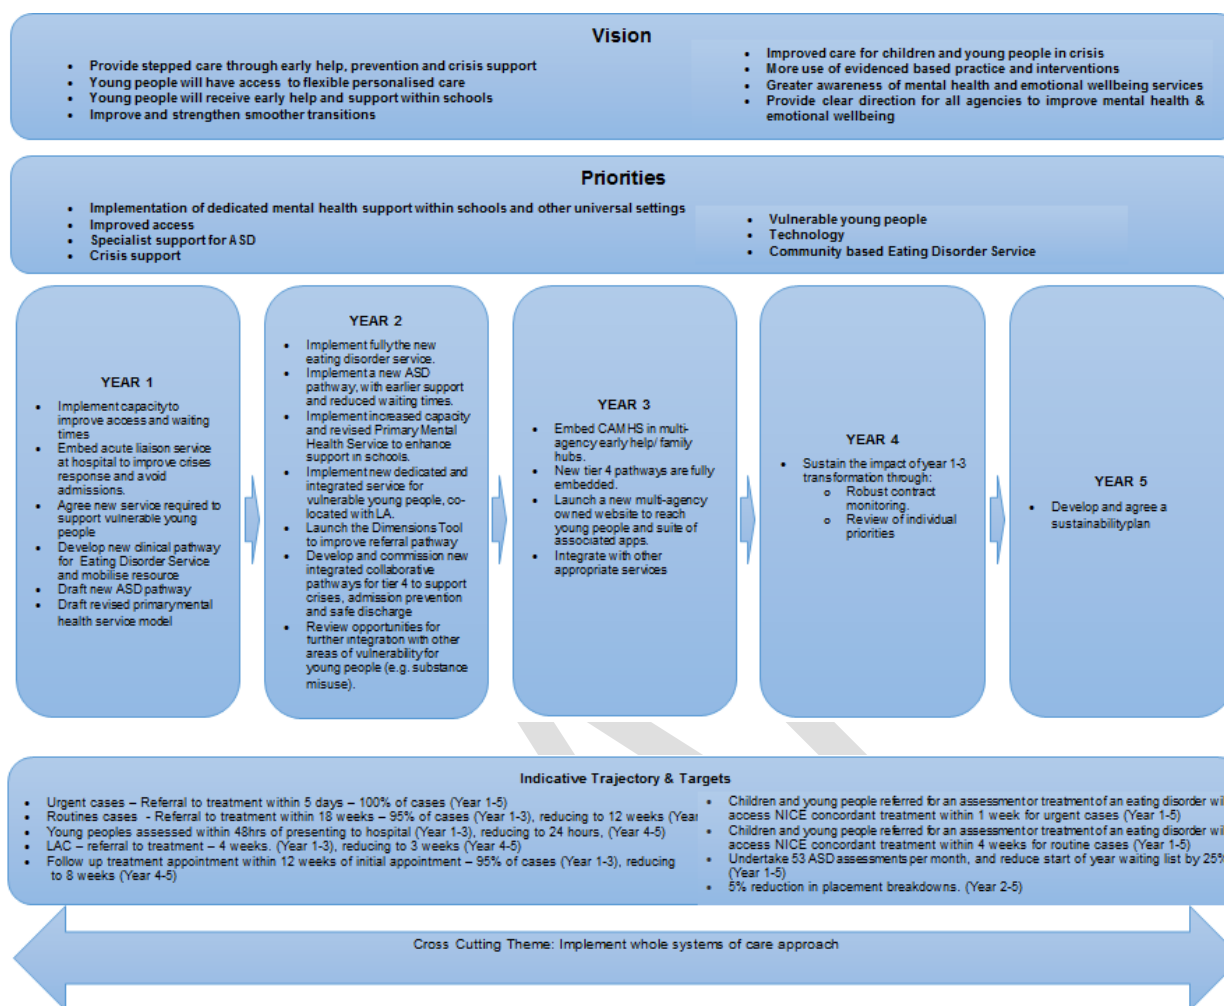 Vision
• Provide stepped care through early help, prevention and crisis support
• Young people will have access to flexible personalised care
• Young people will receive early help and support within schools
• Improve and strengthen smoother transitions
• Improved care for children and young people in crisis
• More use of evidenced based practice and interventions
• Greater awareness of mental health and emotional wellbeing services
• Provide clear direction for all agencies to improve mental health &
emotional wellbeing
Priorities
• Implementation of dedicated mental health support within schools and other universal settings
• Improved access
• Specialist support for ASD
• Crisis support
• Vulnerable young people
• Technology
• Community based Eating Disorder Service
YEAR 1
• Implement capacity to
improve access and waiting
times
• Embed acute liaison service
at hospital to improve crises
response and avoid
admissions.
• Agree new service required to
support vulnerable young
people
• Develop new clinical pathway
for Eating Disorder Service
and mobilise resource
• Draft new ASD pathway
• Draft revised primary mental
health service model
YEAR 2
• Implement fully the new
eating disorder service.
• Implement a new ASD
pathway, with earlier support
and reduced waiting times.
• Implement increased capacity
and revised Primary Mental
Health Service to enhance
support in schools.
• Implement new dedicated and
integrated service for
vulnerable young people, co-
located with LA.
• Launch the Dimensions Tool
to improve referral pathway
• Develop and commission new
integrated collaborative
pathways for tier 4 to support
crises, admission prevention
and safe discharge
• Review opportunities for
further integration with other
areas of vulnerability for
young people (e.g. substance
misuse).
YEAR 3
• Embed CAMHS in multi-
agency early help/ family
hubs.
• New tier 4 pathways are fully
embedded.
• Launch a new multi-agency
owned website to reach
young people and suite of
associated apps.
• Integrate with other
appropriate services
YEAR 4
• Sustain the impact of year 1-3
transformation through:
o Robust contract
monitoring.
o Review of individual
priorities
YEAR 5
• Develop and agree a
sustainability plan
Indicative Trajectory & Targets
• Urgent cases – Referral to treatment within 5 days – 100% of cases (Year 1-5)
• Routines cases - Referral to treatment within 18 weeks – 95% of cases (Year 1-3), reducing to 12 weeks (Year
• Young peoples assessed within 48hrs of presenting to hospital (Year 1-3), reducing to 24 hours, (Year 4-5)
• LAC – referral to treatment – 4 weeks. (Year 1-3), reducing to 3 weeks (Year 4-5)
• Follow up treatment appointment within 12 weeks of initial appointment – 95% of cases (Year 1-3), reducing
to 8 weeks (Year 4-5)
• Children and young people referred for an assessment or treatment of an eating disorder wi
access NICE concordant treatment within 1 week for urgent cases (Year 1-5)
• Children and young people referred for an assessment or treatment of an eating disorder wi
access NICE concordant treatment within 4 weeks for routine cases (Year 1-5)
• Undertake 53 ASD assessments per month, and reduce start of year waiting list by 25%
(Year 1-5)
• 5% reduction in placement breakdowns. (Year 2-5)
Cross Cutting Theme: Implement whole systems of care approach